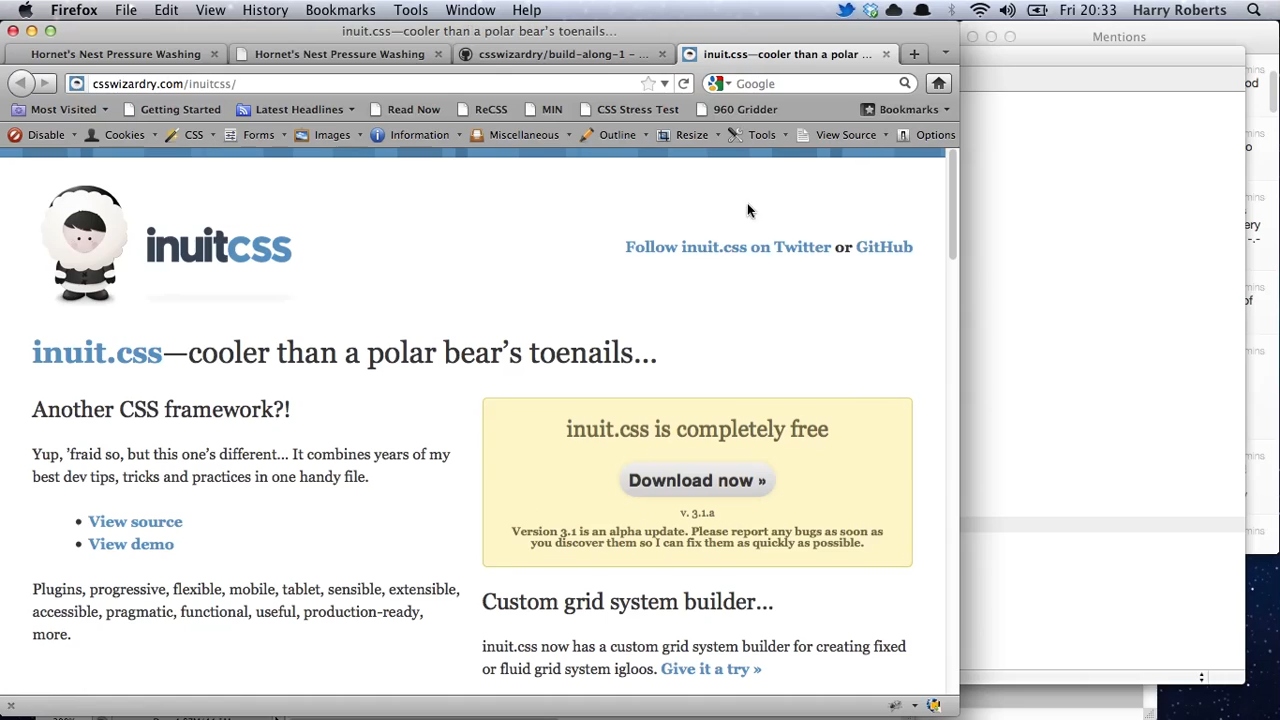 Firefox File Edit View History Bookmarks Tools Window Help Fri 20:33 Harry Roberts
inuit.css—cooler than a polar bear's toenails...
Mentions
Hornet's Nest Pressure Washing
Hornet's Nest Pressure Washing
csswizardry/build-along-1 – ...
inuit.css—cooler than a polar ...
csswizardry.com/inuitcss/
Google
Most Visited Getting Started Latest Headlines Read Now ReCSS MIN CSS Stress Test 960 Gridder Bookmarks
Disable Cookies CSS Forms Images Information Miscellaneous Outline Resize Tools View Source Options
inuitcss
Follow inuit.css on Twitter or GitHub
inuit.css—cooler than a polar bear’s toenails…
Another CSS framework?!
Yup, ’fraid so, but this one’s different… It combines years of my
best dev tips, tricks and practices in one handy file.
• View source
• View demo
Plugins, progressive, flexible, mobile, tablet, sensible, extensible,
accessible, pragmatic, functional, useful, production-ready,
more.
inuit.css is completely free
Download now »
v. 3.1.a
Version 3.1 is an alpha update. Please report any bugs as soon as
you discover them so I can fix them as quickly as possible.
Custom grid system builder…
inuit.css now has a custom grid system builder for creating fixed
or fluid grid system igloos. Give it a try »